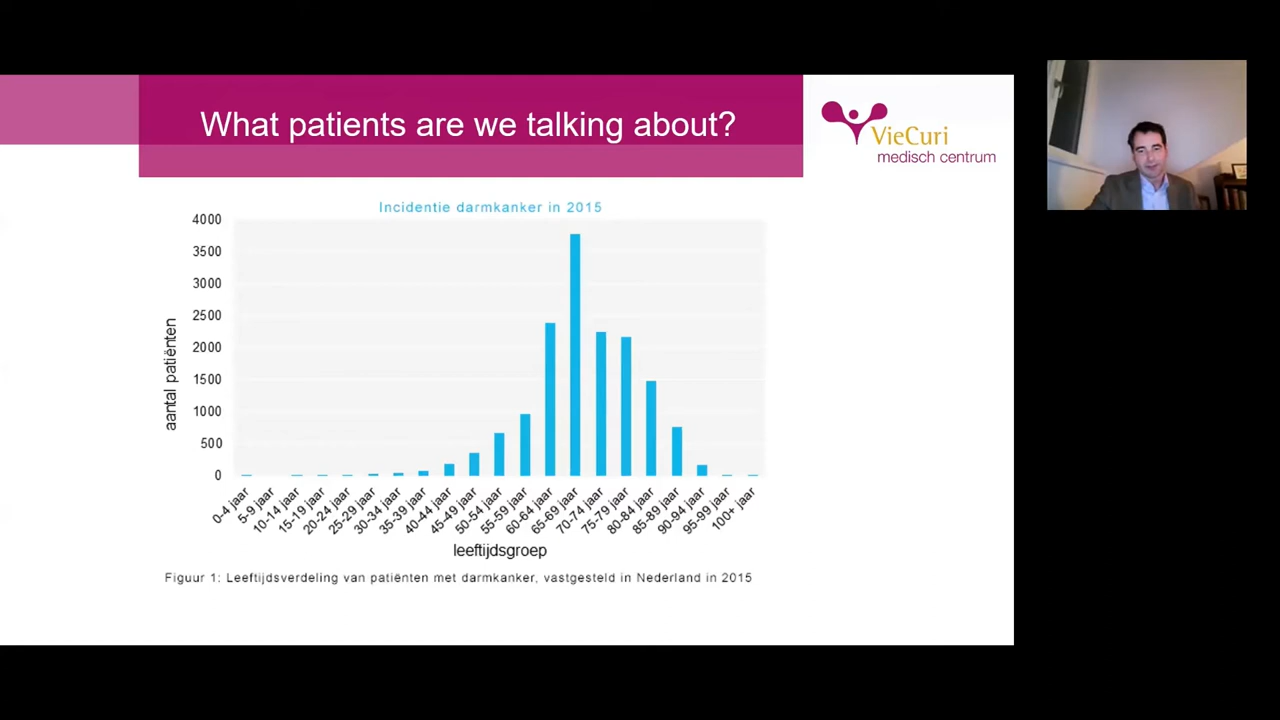 What patients are we talking about?
VieCuri
medisch centrum
Incidentie darmkanker in 2015
4000
3500
3000
2500
2000
1500
1000
500
0
aantal patiënten
0-4 jaar
5-9 jaar
10-14 jaar
15-19 jaar
20-24 jaar
25-29 jaar
30-34 jaar
35-39 jaar
40-44 jaar
45-49 jaar
50-54 jaar
55-59 jaar
60-64 jaar
65-69 jaar
70-74 jaar
75-79 jaar
80-84 jaar
85-89 jaar
90-94 jaar
95-99 jaar
100+ jaar
leeftijdsgroep
Figuur 1: Leeftijdsverdeling van patiënten met darmkanker, vastgesteld in Nederland in 2015